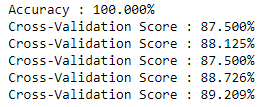 Accuracy : 100.000%
Cross-Validation Score : 87.500%
Cross-Validation Score : 88.125%
Cross-Validation Score : 87.500%
Cross-Validation Score : 88.726%
Cross-Validation Score : 89.209%